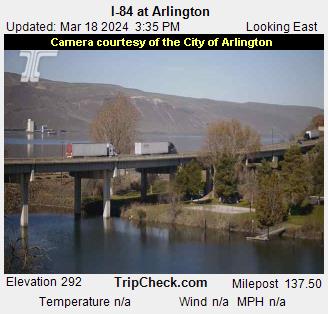 I-84 at Arlington
Updated: Mar 18 2024 3:35 PM Looking East
Camera courtesy of the City of Arlington
Elevation 292 TripCheck.com Milepost 137.50
Temperature n/a Wind n/a MPH n/a